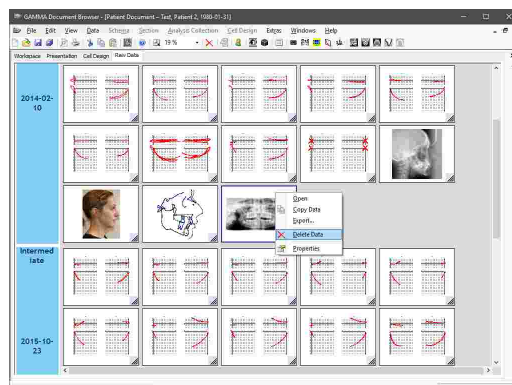 GAMMA Document Browser - [Patient Document - Test, Patient 2, 1980-01-31]
File Edit View Data Scheme Section Analysis Collection Cell Design Extras Windows Help
19%
Workspace Presentation Cell Design Raw Data
2014-02-
10
Open
Copy Data
Export...
Delete Data
Properties
Intermed
iate
2015-10-
23